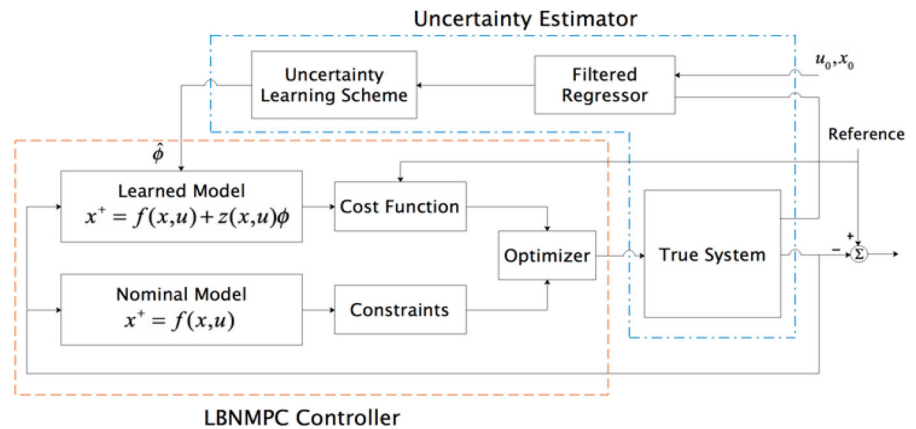 Uncertainty Estimator
Uncertainty
Learning Scheme
Filtered
Regressor
u₀,x₀
Reference
ϕ̂
Learned Model
x⁺ = f(x,u)+z(x,u)ϕ
Cost Function
Optimizer
True System
+
−
Σ
Nominal Model
x⁺ = f(x,u)
Constraints
LBNMPC Controller